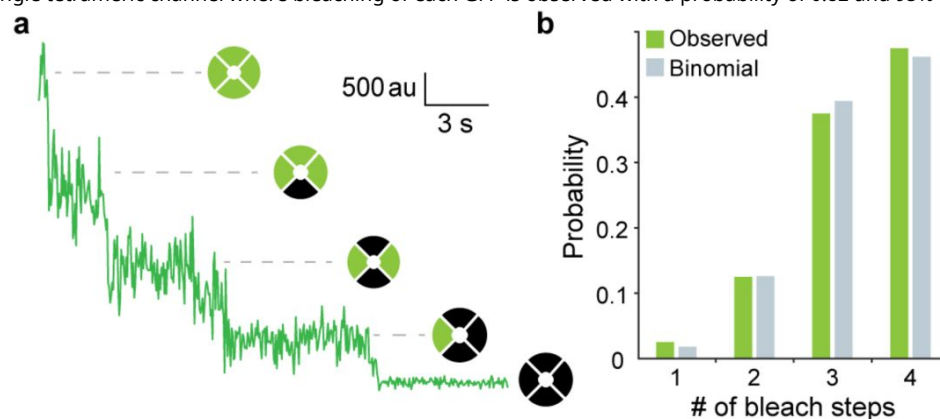 a
b
500 au
3 s
Observed
Binomial
Probability
0.4
0.3
0.2
0.1
0
1 2 3 4
# of bleach steps